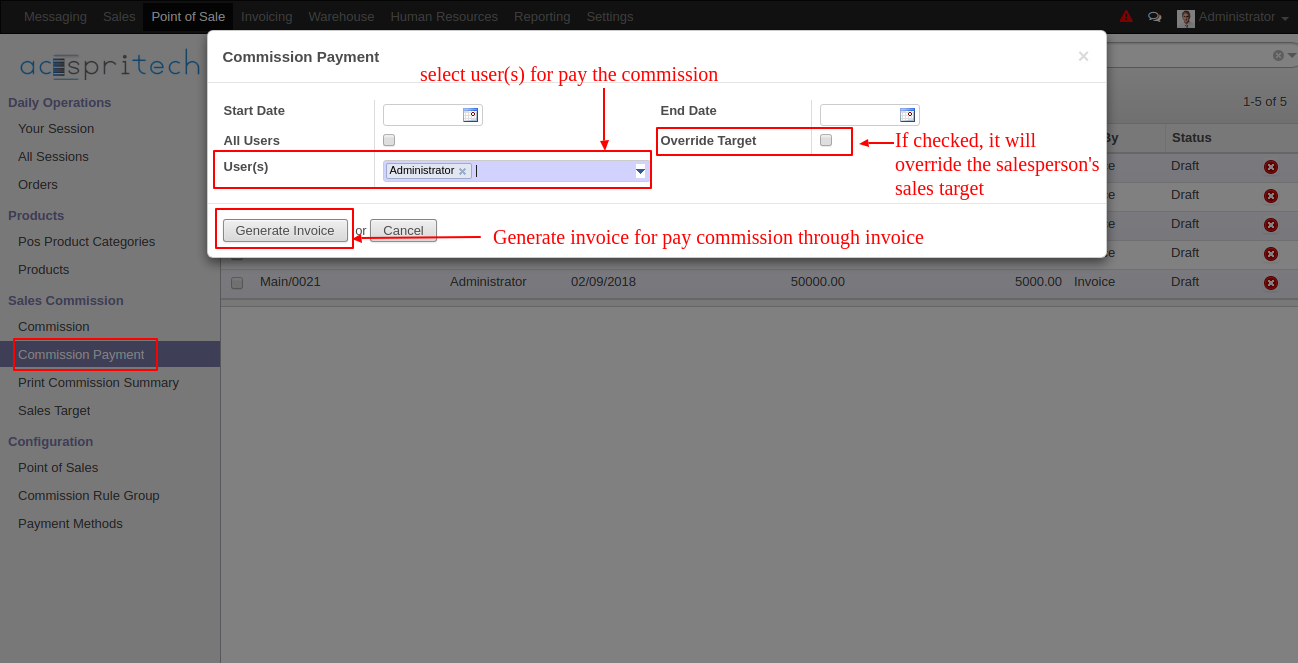 Messaging Sales Point of Sale Invoicing Warehouse Human Resources Reporting Settings Administrator
acespritech
Commission Payment ×
select user(s) for pay the commission
Start Date End Date
All Users Override Target
User(s) Administrator
If checked, it will
override the salesperson's
sales target
Generate Invoice or Cancel
Generate invoice for pay commission through invoice
1-5 of 5
By Status
Draft
Draft
Draft
Draft
Main/0021 Administrator 02/09/2018 50000.00 5000.00 Invoice Draft
Daily Operations
Your Session
All Sessions
Orders
Products
Pos Product Categories
Products
Sales Commission
Commission
Commission Payment
Print Commission Summary
Sales Target
Configuration
Point of Sales
Commission Rule Group
Payment Methods